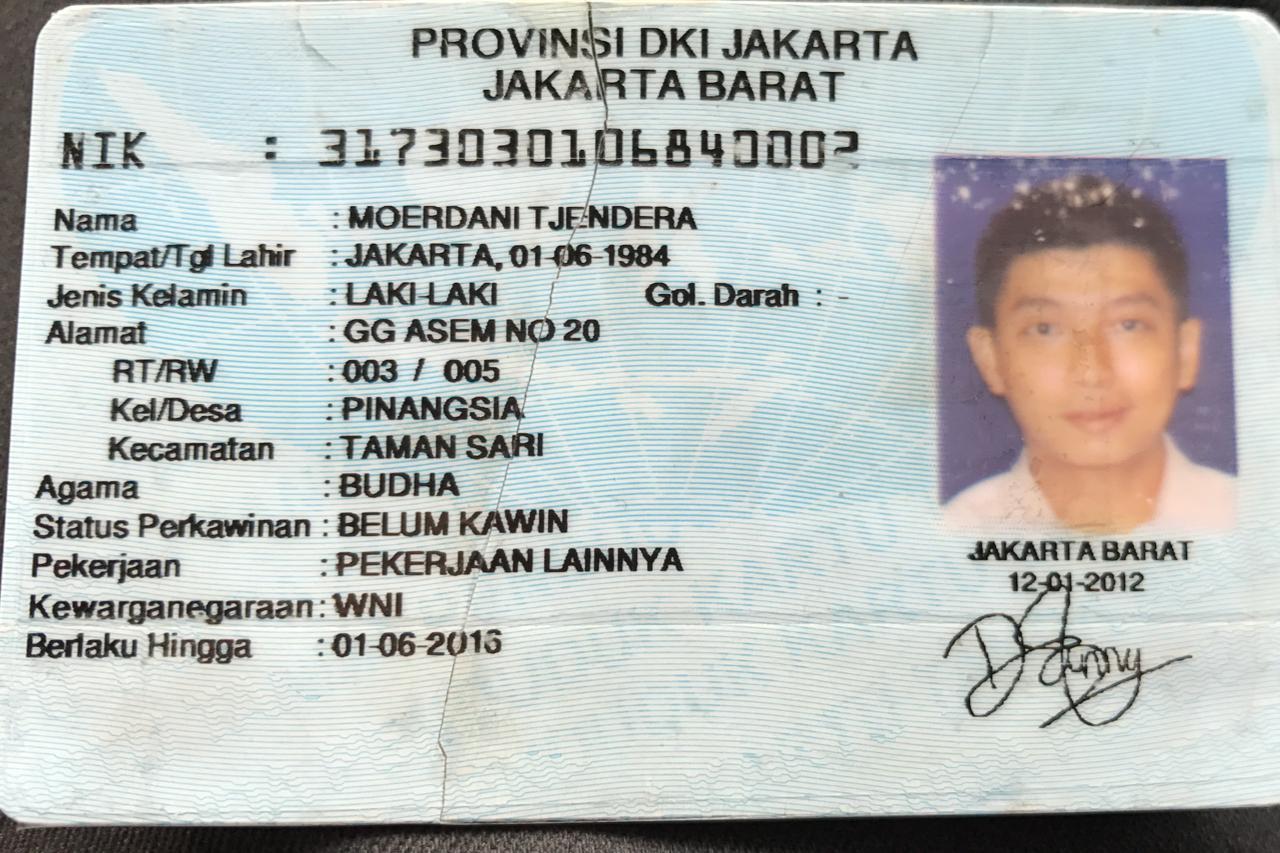 PROVINSI DKI JAKARTA
JAKARTA BARAT
NIK : 3173030106840002
Nama : MOERDANI TJENDERA
Tempat/Tgl Lahir : JAKARTA, 01-06-1984
Jenis Kelamin : LAKI-LAKI Gol. Darah : -
Alamat : GG ASEM NO 20
RT/RW : 003 / 005
Kel/Desa : PINANGSIA
Kecamatan : TAMAN SARI
Agama : BUDHA
Status Perkawinan : BELUM KAWIN
Pekerjaan : PEKERJAAN LAINNYA
Kewarganegaraan : WNI
Berlaku Hingga : 01-06-2016
JAKARTA BARAT
12-01-2012